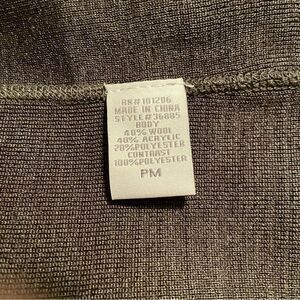 RN#101206
MADE IN CHINA
STYLE#36885
BODY
40%WOOL
40% ACRYLIC
20%POLYESTER
CONTRAST
100%POLYESTER
PM